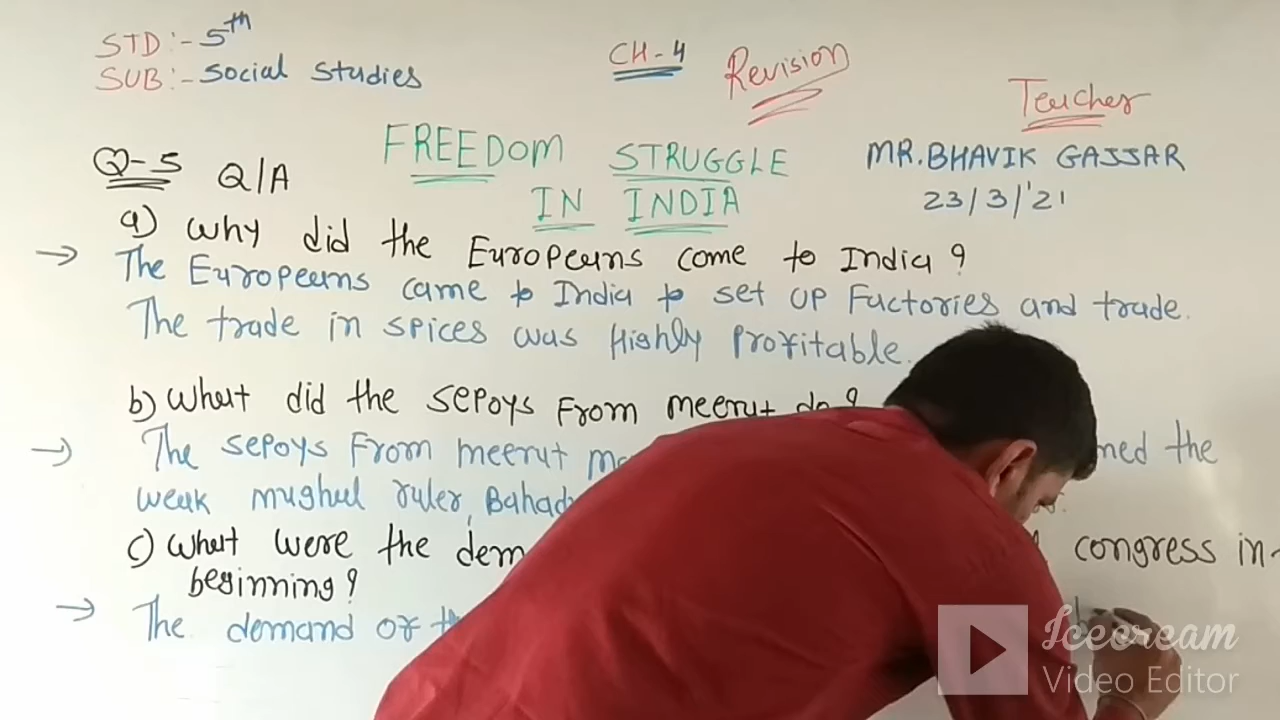 STD:- 5th
SUB:- Social Studies
CH-4
Revision
Teacher
FREEDOM STRUGGLE
IN INDIA
MR. BHAVIK GAJJAR
23/3/'21
Q-5 Q/A
a) Why did the Europeans come to India?
→ The Europeans came to India to set up Factories and trade.
The trade in spices was Highly Profitable.
b) What did the sepoys From meerut do?
→ The sepoys From meerut the
weak mughal ruler, 
c) What were the congress in-
beginning?
→ The demand of
Icecream
Video Editor